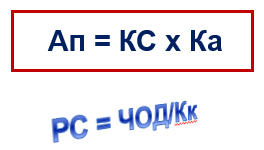 Ап = КС х Ка
РС = ЧОД/Кк